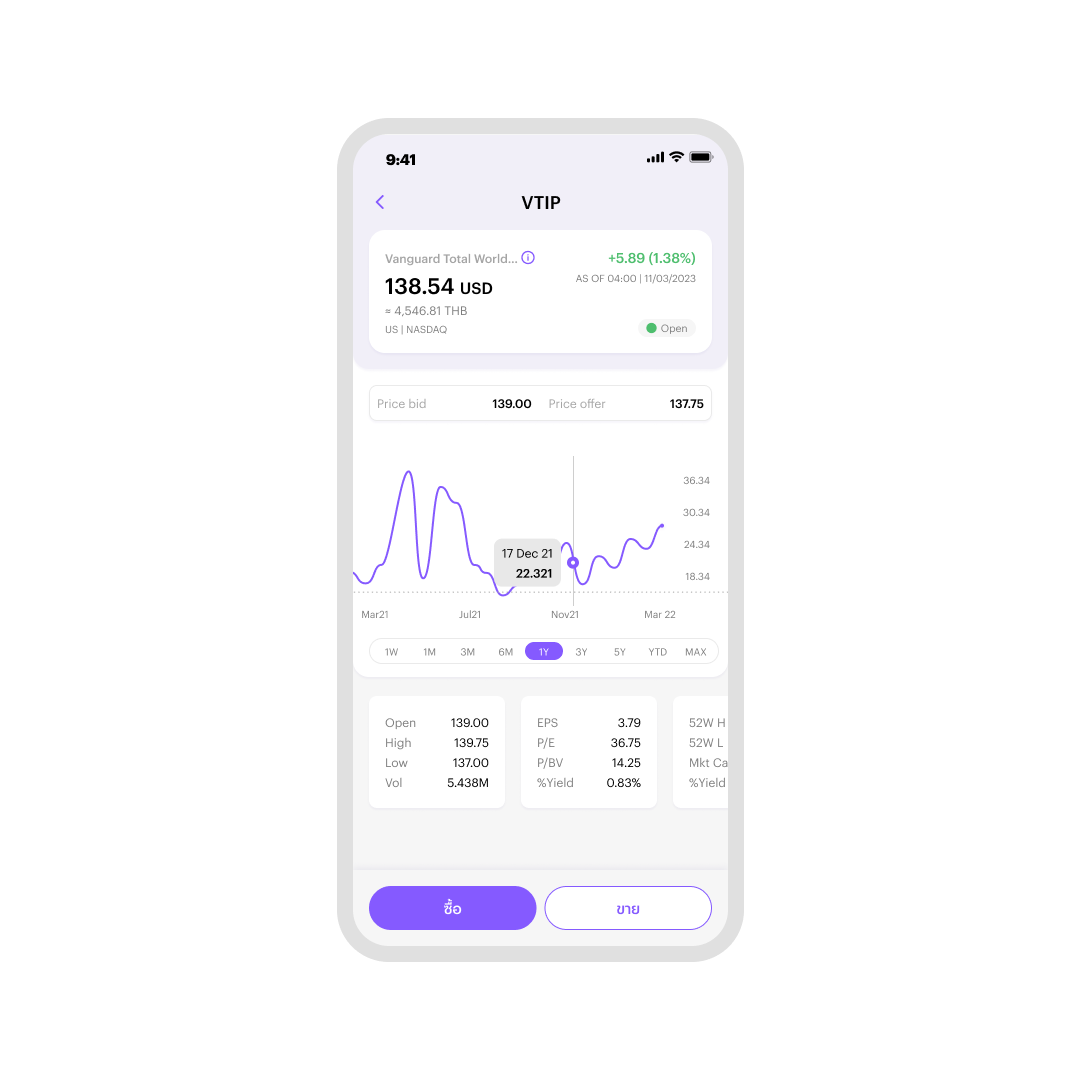 9:41
VTIP
Vanguard Total World...
+5.89 (1.38%)
138.54 USD
AS OF 04:00 | 11/03/2023
≈ 4,546.81 THB
US | NASDAQ
Open
Price bid 139.00 Price offer 137.75
36.34
30.34
24.34
18.34
17 Dec 21
22.321
Mar21 Jul21 Nov21 Mar 22
1W 1M 3M 6M 1Y 3Y 5Y YTD MAX
Open 139.00
High 139.75
Low 137.00
Vol 5.438M
EPS 3.79
P/E 36.75
P/BV 14.25
%Yield 0.83%
52W H
52W L
Mkt Ca
%Yield
ซื้อ
ขาย